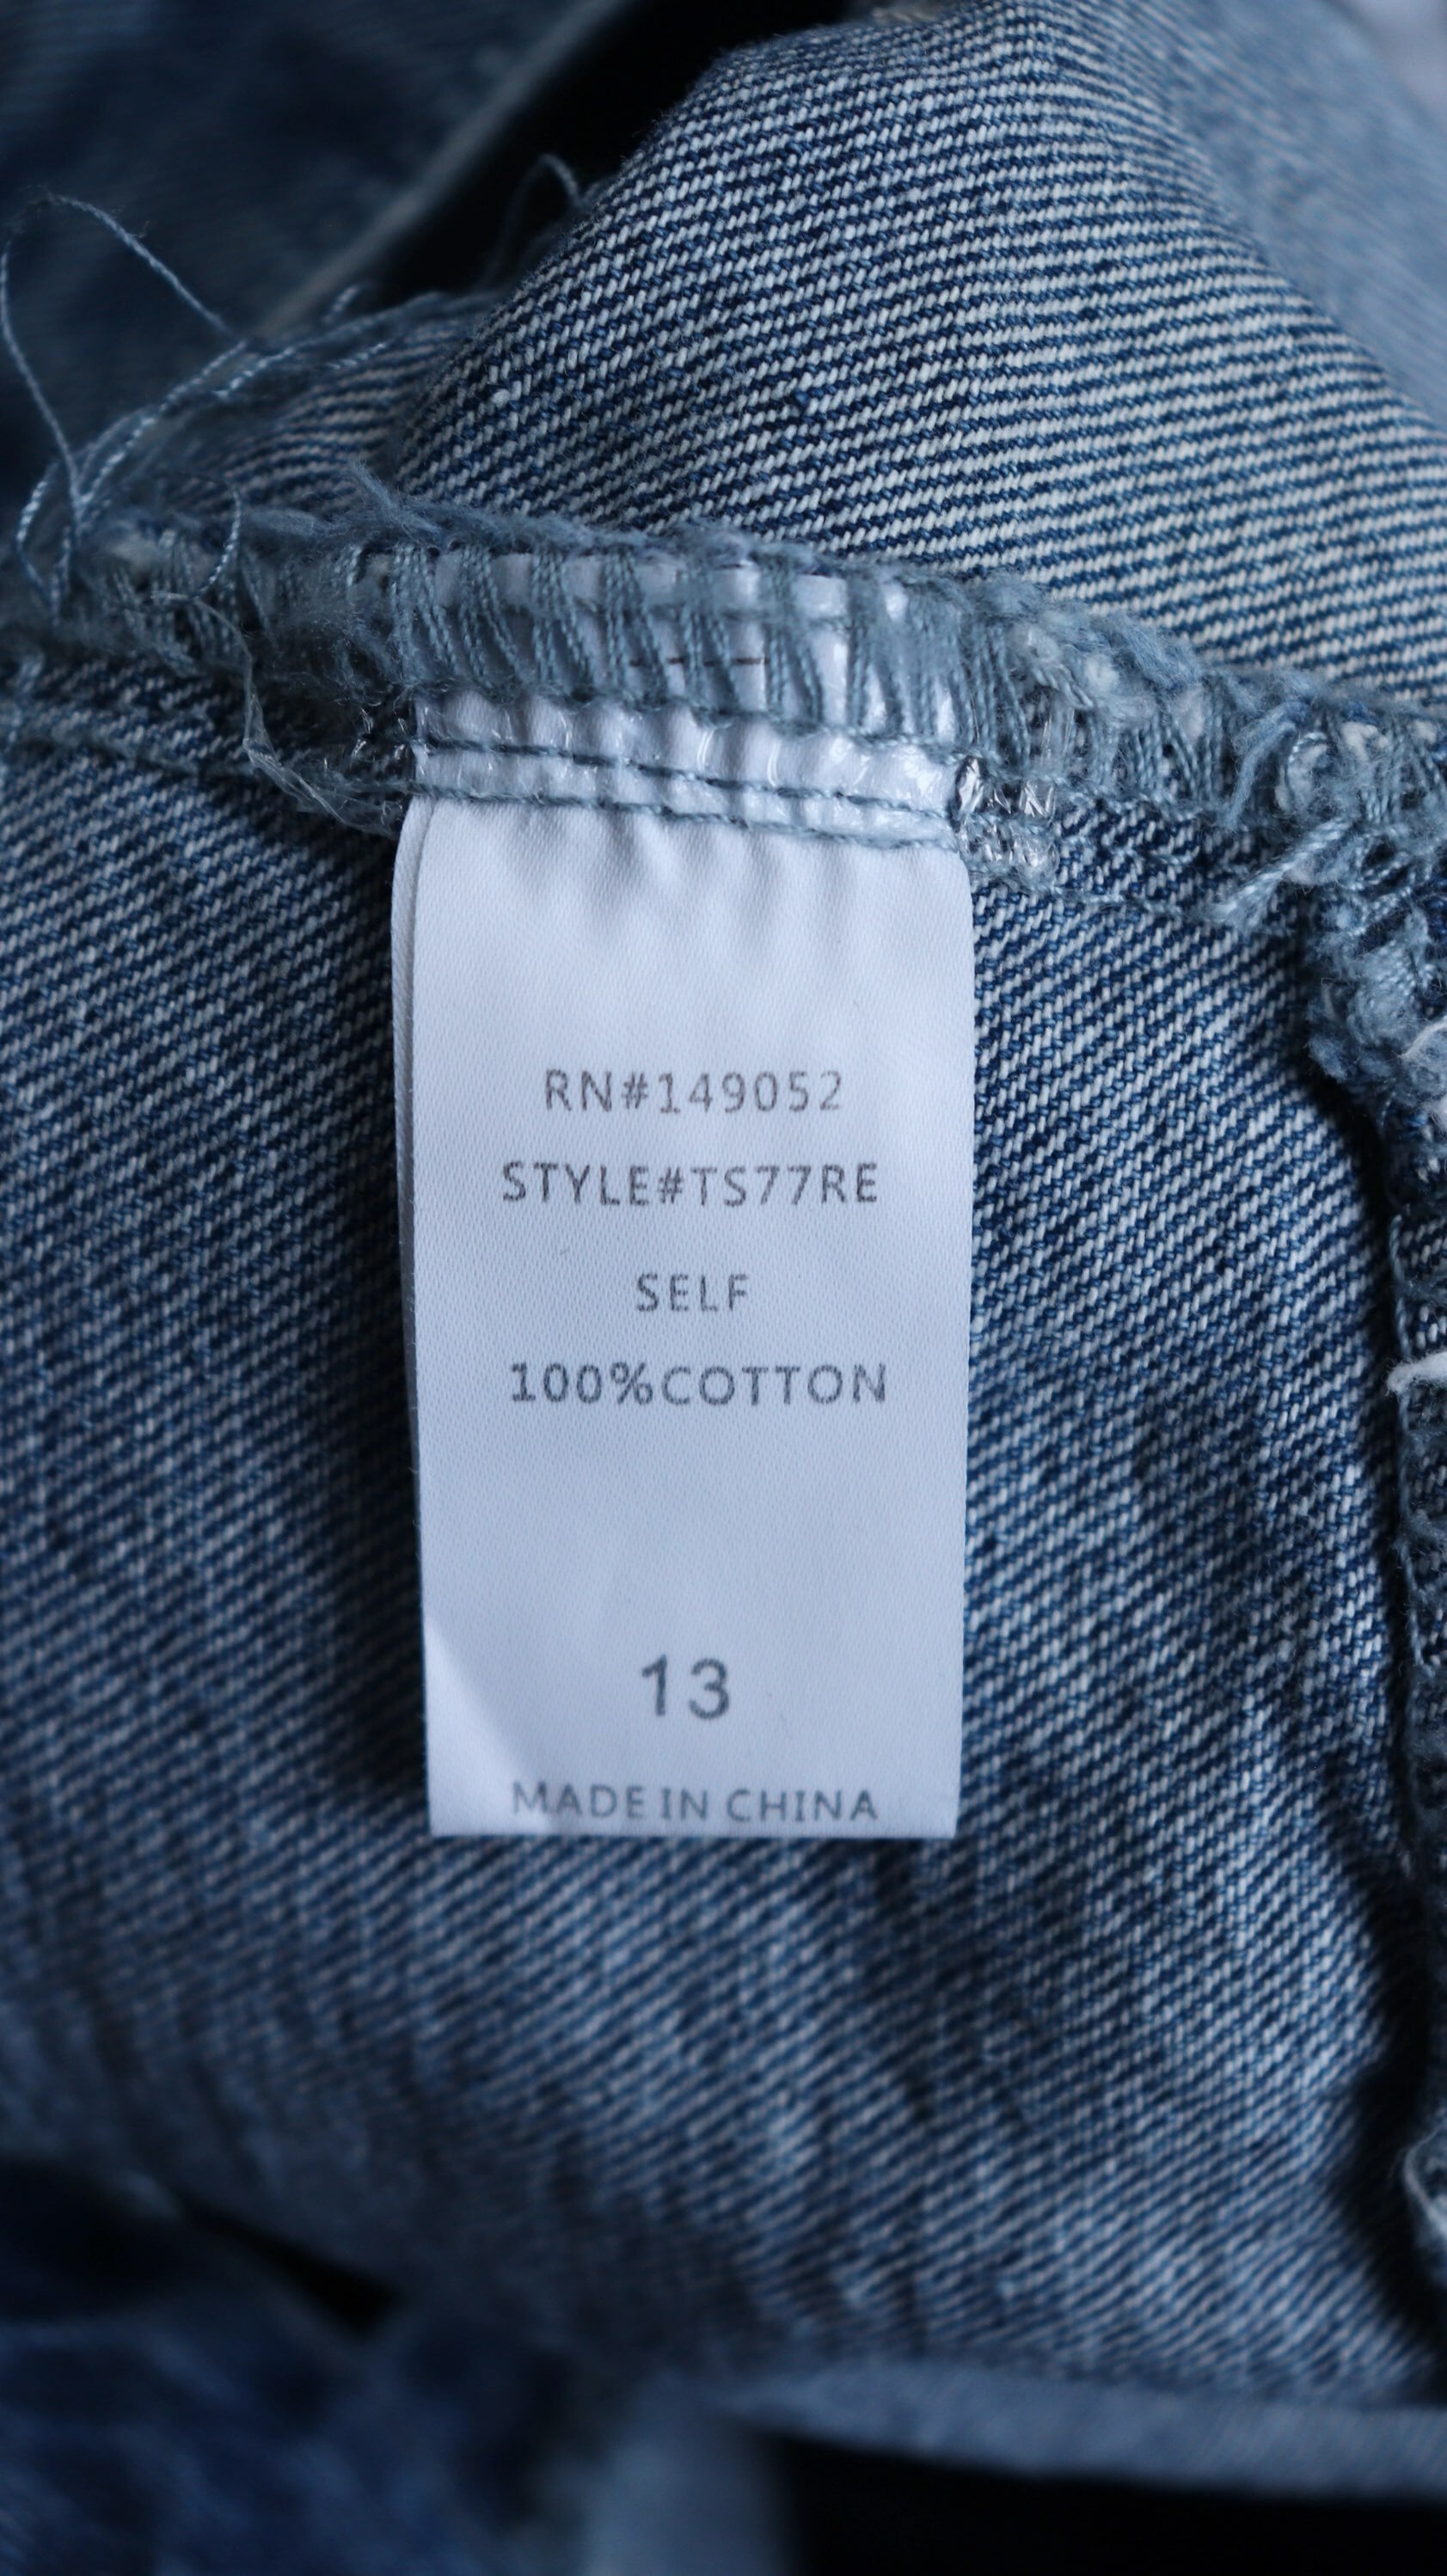 RN#149052
STYLE#TS77RE
SELF
100%COTTON
13
MADE IN CHINA